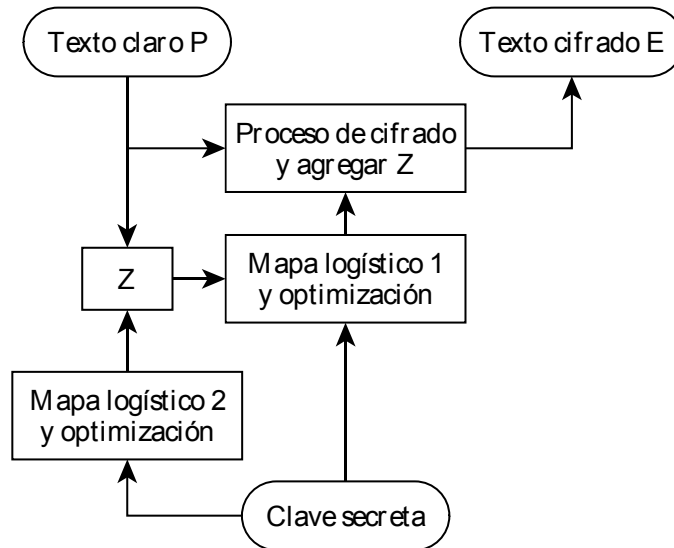 Texto claro P
Texto cifrado E
Proceso de cifrado
y agregar Z
Z
Mapa logístico 1
y optimización
Mapa logístico 2
y optimización
Clave secreta